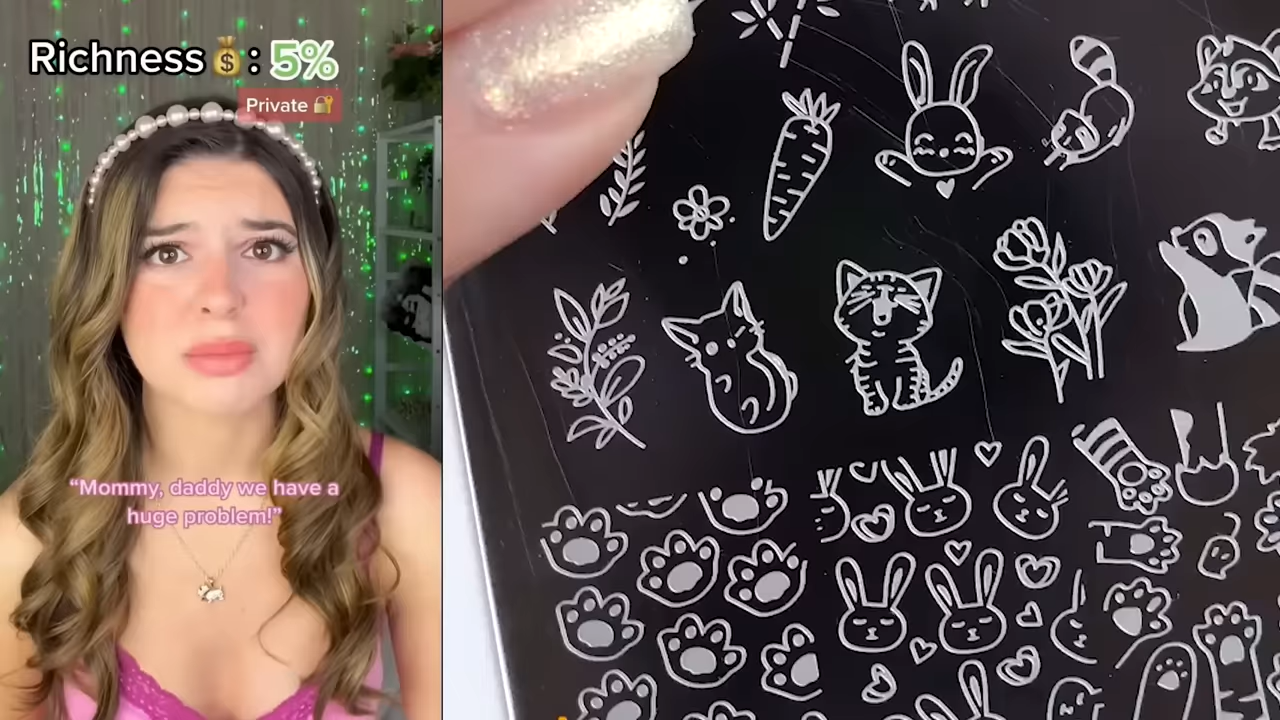 Richness💰: 5%
Private 🔐
“Mommy, daddy we have a
huge problem!”